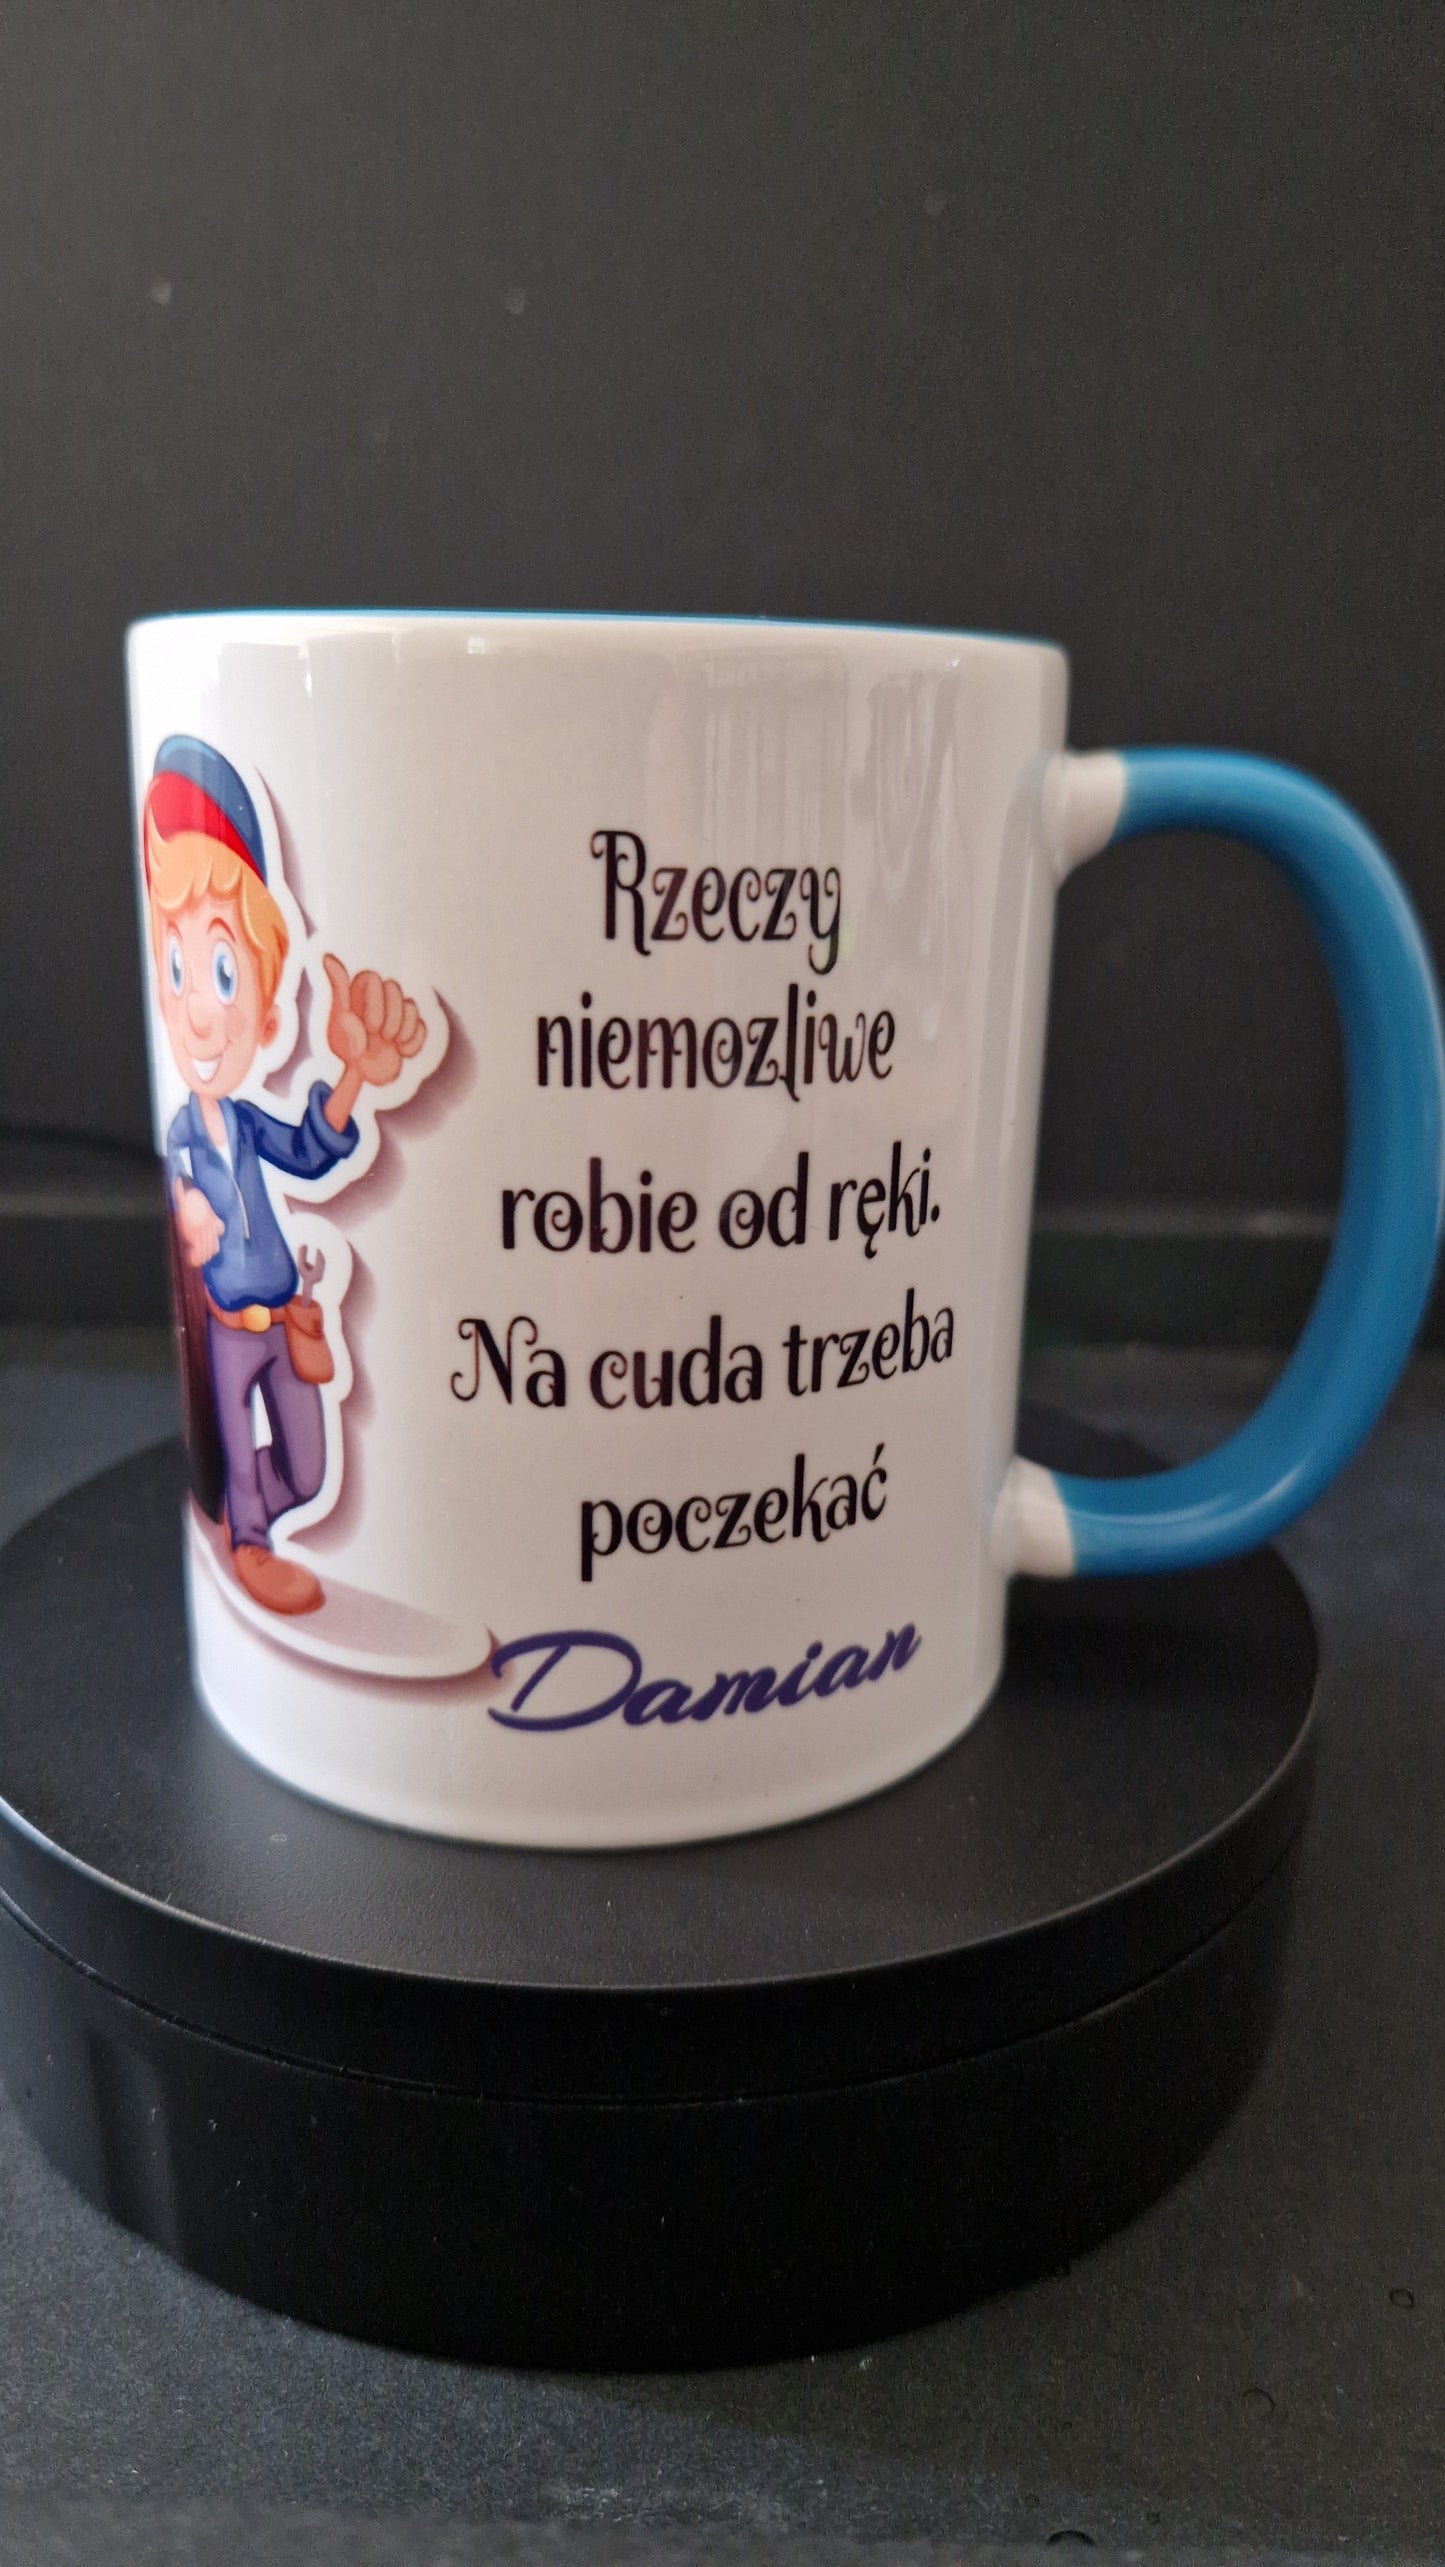 Rzeczy
niemozliwe
robie od ręki.
Na cuda trzeba
poczekać
Damian